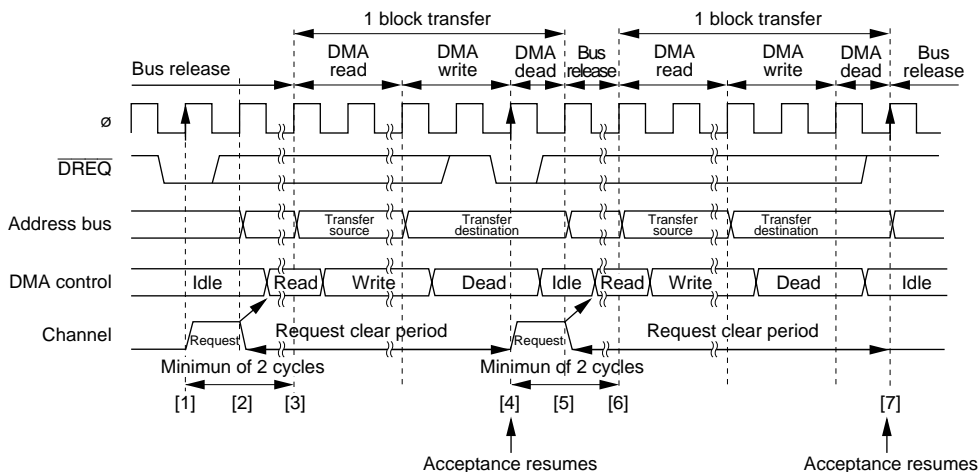 1 block transfer 1 block transfer
Bus release DMA read DMA write DMA dead Bus release DMA read DMA write DMA dead Bus release
ø
DREQ
Address bus Transfer source Transfer destination Transfer source Transfer destination
DMA control Idle Read Write Dead Idle Read Write Dead Idle
Channel Request Request clear period Request Request clear period
Minimun of 2 cycles Minimun of 2 cycles
[1] [2] [3] [4] [5] [6] [7]
Acceptance resumes Acceptance resumes